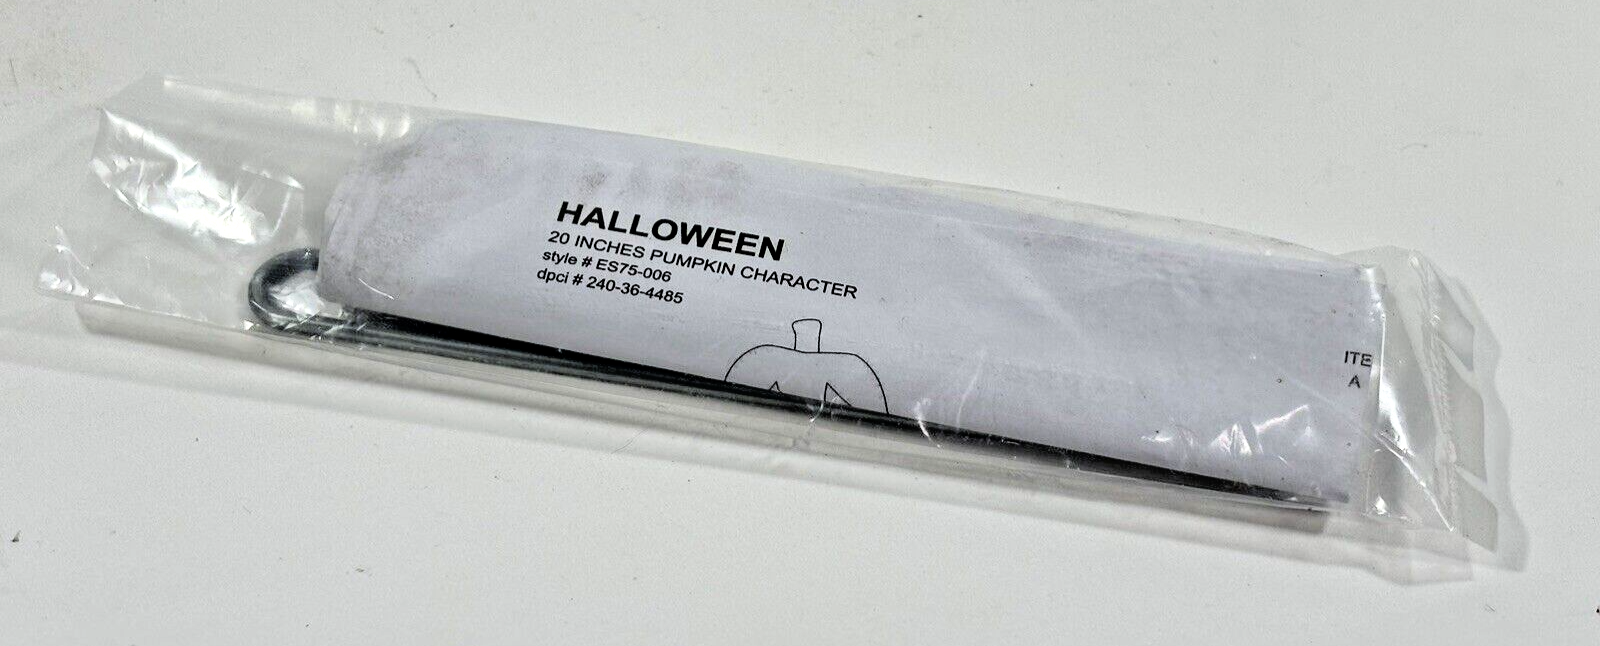 HALLOWEEN
20 INCHES PUMPKIN CHARACTER
style # ES75-006
dpci # 240-36-4485
ITE
A